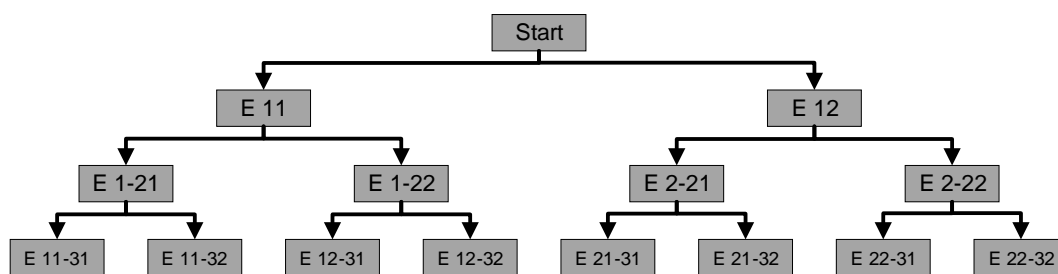 Start
E 11
E 12
E 1-21
E 1-22
E 2-21
E 2-22
E 11-31
E 11-32
E 12-31
E 12-32
E 21-31
E 21-32
E 22-31
E 22-32